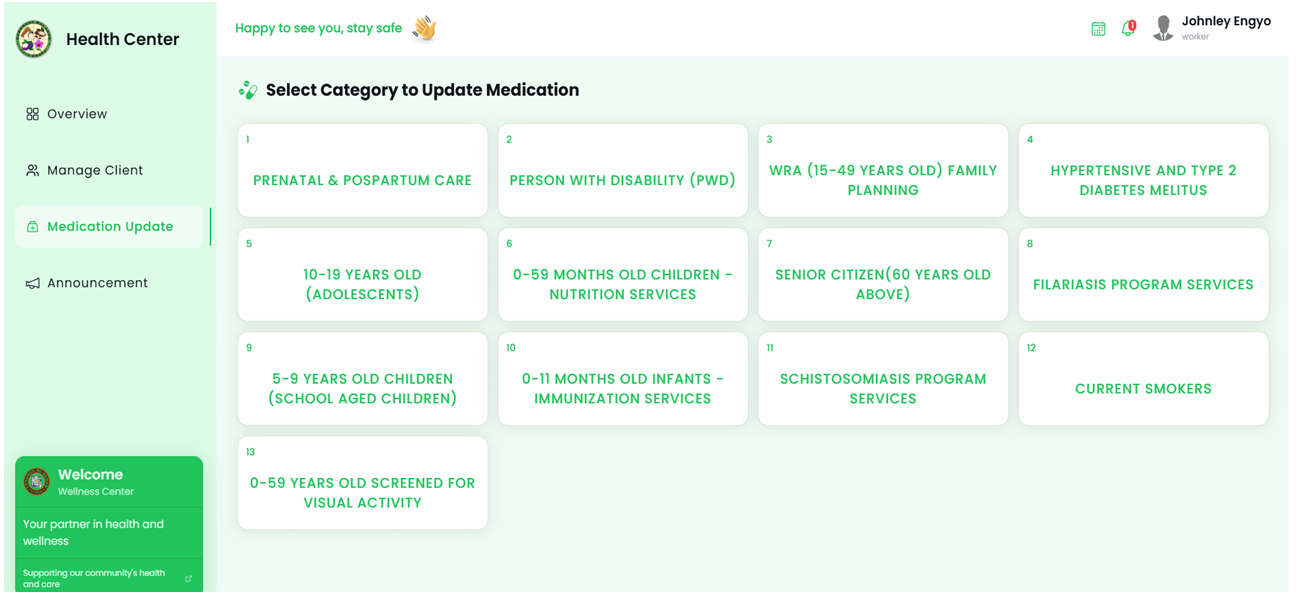 Health Center
Happy to see you, stay safe
1
Johnley Engyo
worker
Overview
Manage Client
Medication Update
Announcement
Select Category to Update Medication
1
PRENATAL & POSPARTUM CARE
2
PERSON WITH DISABILITY (PWD)
3
WRA (15-49 YEARS OLD) FAMILY
PLANNING
4
HYPERTENSIVE AND TYPE 2
DIABETES MELITUS
5
10-19 YEARS OLD
(ADOLESCENTS)
6
0-59 MONTHS OLD CHILDREN -
NUTRITION SERVICES
7
SENIOR CITIZEN(60 YEARS OLD
ABOVE)
8
FILARIASIS PROGRAM SERVICES
9
5-9 YEARS OLD CHILDREN
(SCHOOL AGED CHILDREN)
10
0-11 MONTHS OLD INFANTS -
IMMUNIZATION SERVICES
11
SCHISTOSOMIASIS PROGRAM
SERVICES
12
CURRENT SMOKERS
13
0-59 YEARS OLD SCREENED FOR
VISUAL ACTIVITY
Welcome
Wellness Center
Your partner in health and
wellness
Supporting our community's health
and care